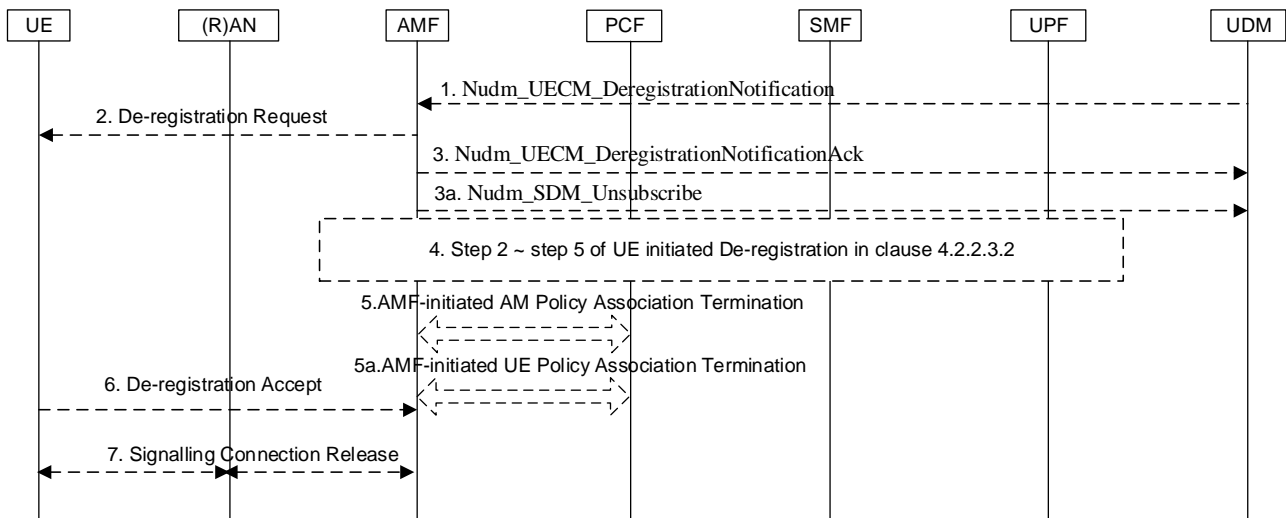 UE
(R)AN
AMF
PCF
SMF
UPF
UDM
1. Nudm_UECM_DeregistrationNotification
2. De-registration Request
3. Nudm_UECM_DeregistrationNotificationAck
3a. Nudm_SDM_Unsubscribe
4. Step 2 ~ step 5 of UE initiated De-registration in clause 4.2.2.3.2
5.AMF-initiated AM Policy Association Termination
5a.AMF-initiated UE Policy Association Termination
6. De-registration Accept
7. Signalling Connection Release